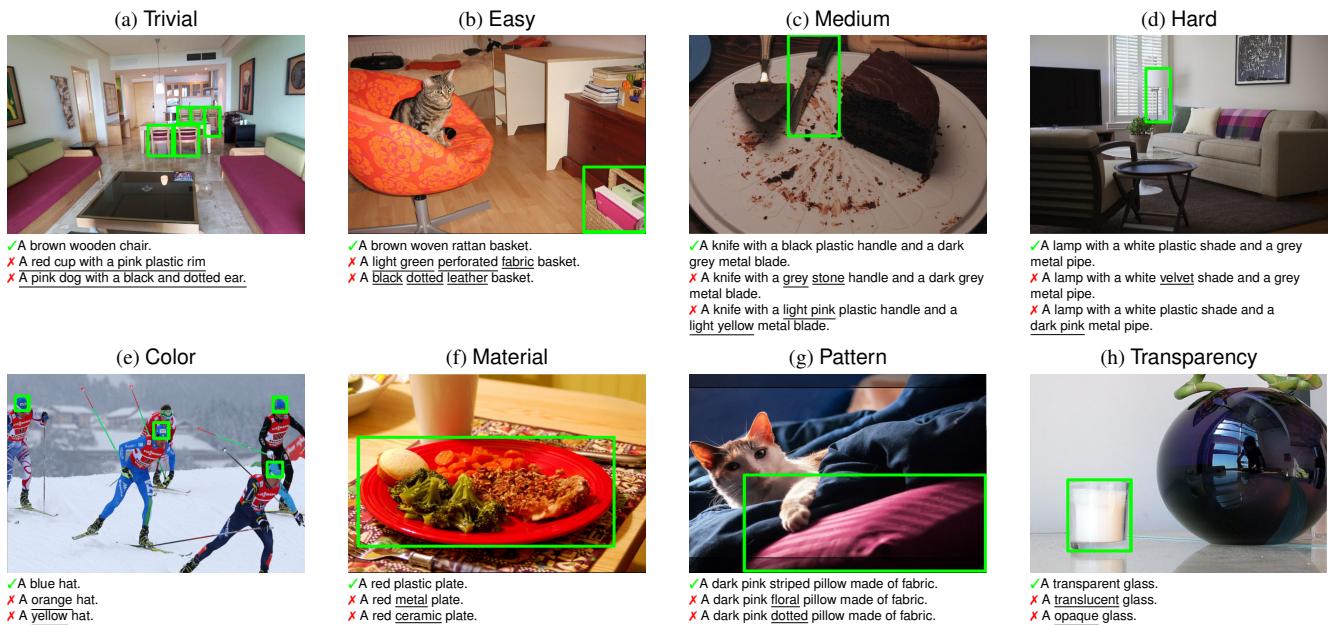 (a) Trivial
✓A brown wooden chair.
✗ A red cup with a pink plastic rim
✗ A pink dog with a black and dotted ear.
(b) Easy
✓A brown woven rattan basket.
✗ A light green perforated fabric basket.
✗ A black dotted leather basket.
(c) Medium
✓A knife with a black plastic handle and a dark
grey metal blade.
✗ A knife with a grey stone handle and a dark grey
metal blade.
✗ A knife with a light pink plastic handle and a
light yellow metal blade.
(d) Hard
✓A lamp with a white plastic shade and a grey
metal pipe.
✗ A lamp with a white velvet shade and a grey
metal pipe.
✗ A lamp with a white plastic shade and a
dark pink metal pipe.
(e) Color
✓A blue hat.
✗ A orange hat.
✗ A yellow hat.
(f) Material
✓A red plastic plate.
✗ A red metal plate.
✗ A red ceramic plate.
(g) Pattern
✓A dark pink striped pillow made of fabric.
✗ A dark pink floral pillow made of fabric.
✗ A dark pink dotted pillow made of fabric.
(h) Transparency
✓A transparent glass.
✗ A translucent glass.
✗ A opaque glass.